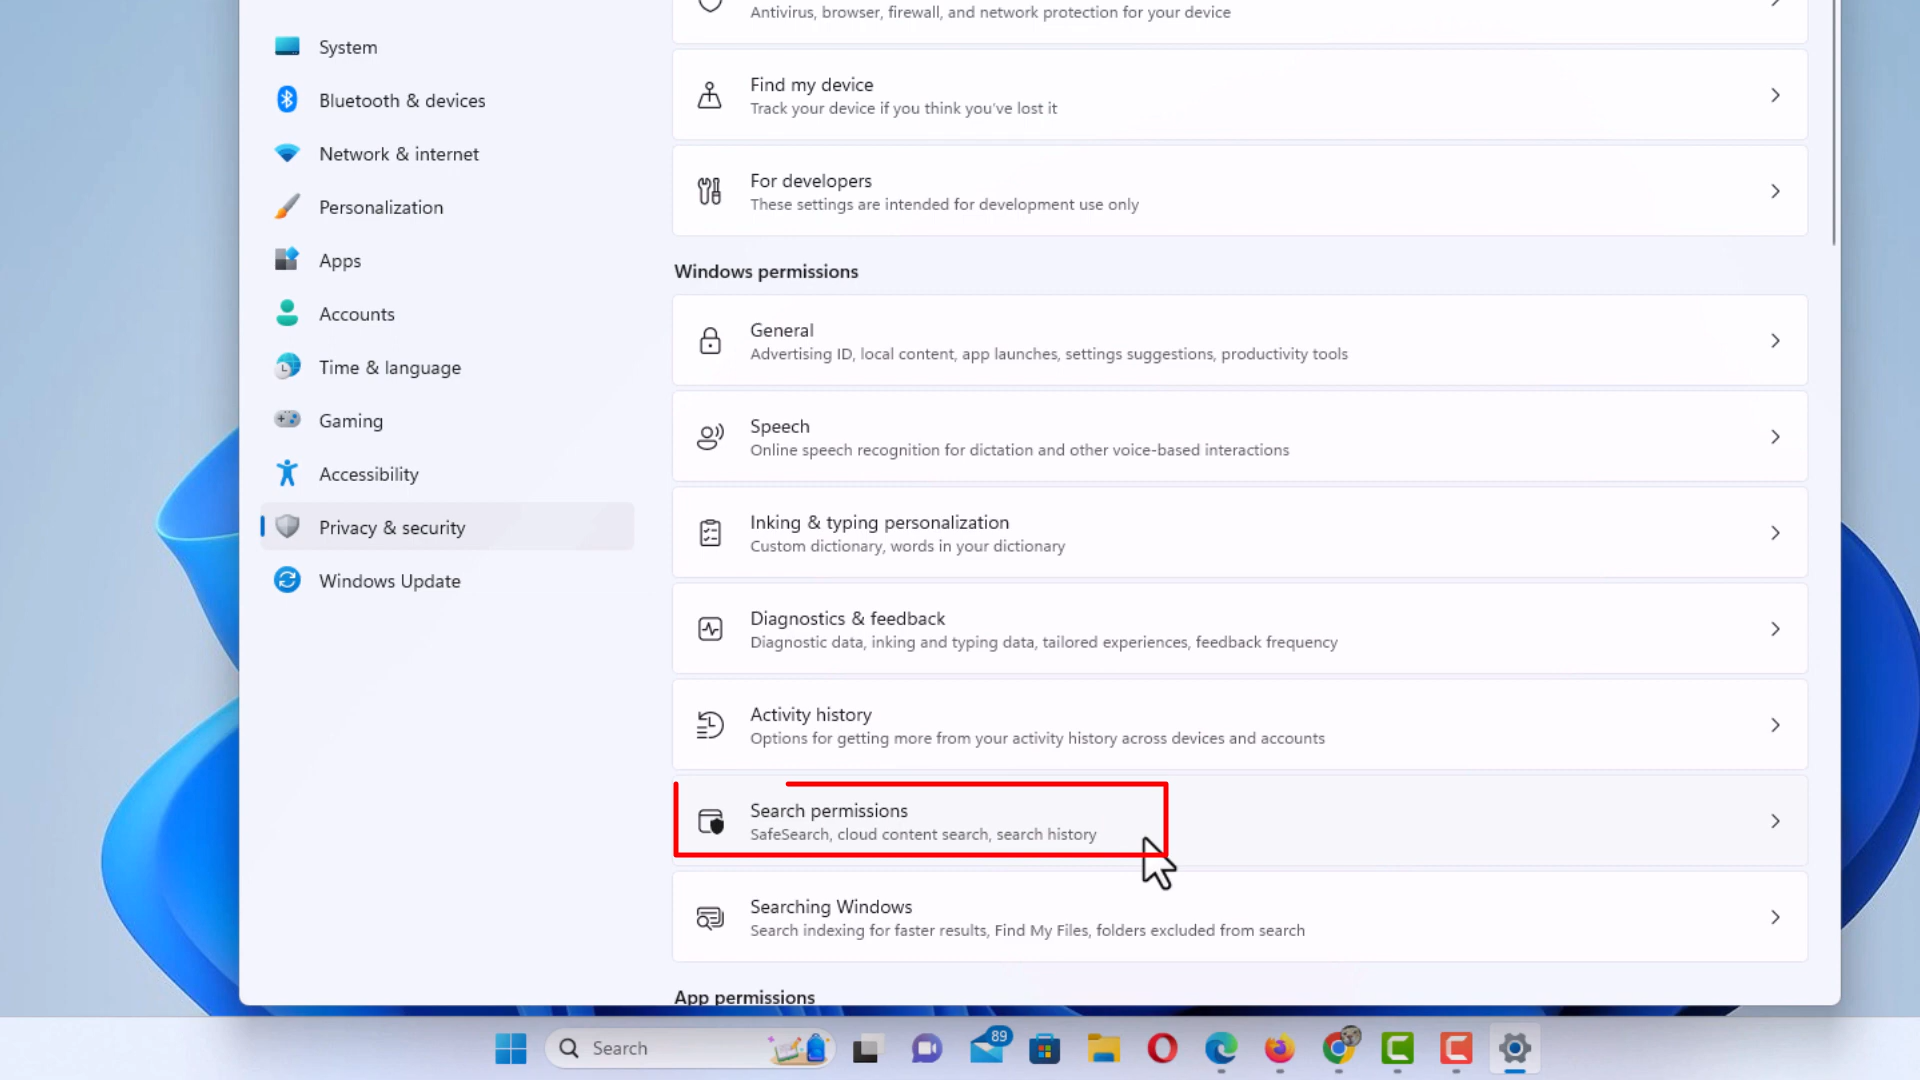 Antivirus, browser, firewall, and network protection for your device
System
Bluetooth & devices
Network & internet
Personalization
Apps
Accounts
Time & language
Gaming
Accessibility
Privacy & security
Windows Update
Find my device
Track your device if you think you've lost it
For developers
These settings are intended for development use only
Windows permissions
General
Advertising ID, local content, app launches, settings suggestions, productivity tools
Speech
Online speech recognition for dictation and other voice-based interactions
Inking & typing personalization
Custom dictionary, words in your dictionary
Diagnostics & feedback
Diagnostic data, inking and typing data, tailored experiences, feedback frequency
Activity history
Options for getting more from your activity history across devices and accounts
Search permissions
SafeSearch, cloud content search, search history
Searching Windows
Search indexing for faster results, Find My Files, folders excluded from search
App permissions
Search
89